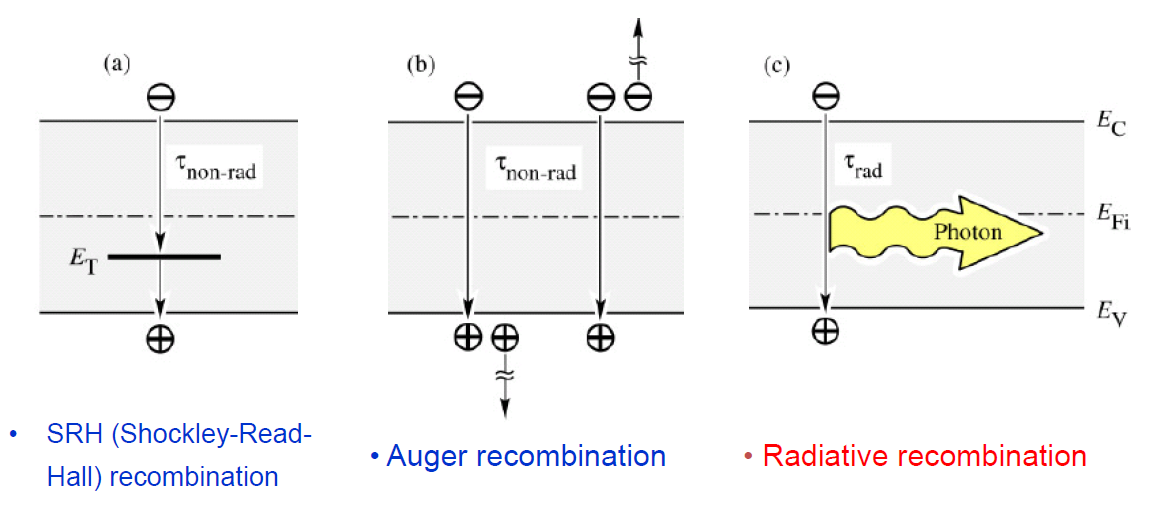 (a)
(b)
(c)
τnon-rad
τnon-rad
τrad
EC
EFi
EV
ET
Photon
• SRH (Shockley-Read-
Hall) recombination
• Auger recombination
• Radiative recombination